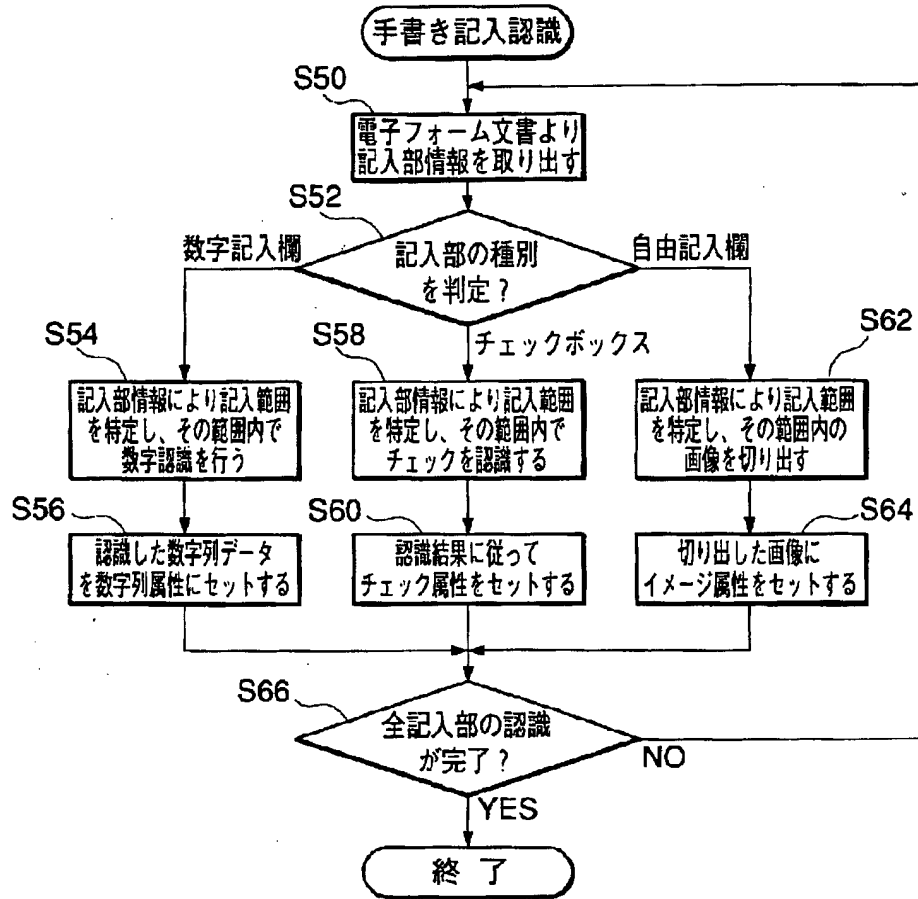 手書き記入認識
S50
電子フォーム文書より
記入部情報を取り出す
S52
数字記入欄
記入部の種別
を判定?
自由記入欄
チェックボックス
S54
記入部情報により記入範囲
を特定し、その範囲内で
数字認識を行う
S58
記入部情報により記入範囲
を特定し、その範囲内で
チェックを認識する
S62
記入部情報により記入範囲
を特定し、その範囲内の
画像を切り出す
S56
認識した数字列データ
を数字列属性にセットする
S60
認識結果に従って
チェック属性をセットする
S64
切り出した画像に
イメージ属性をセットする
S66
全記入部の認識
が完了?
NO
YES
終了